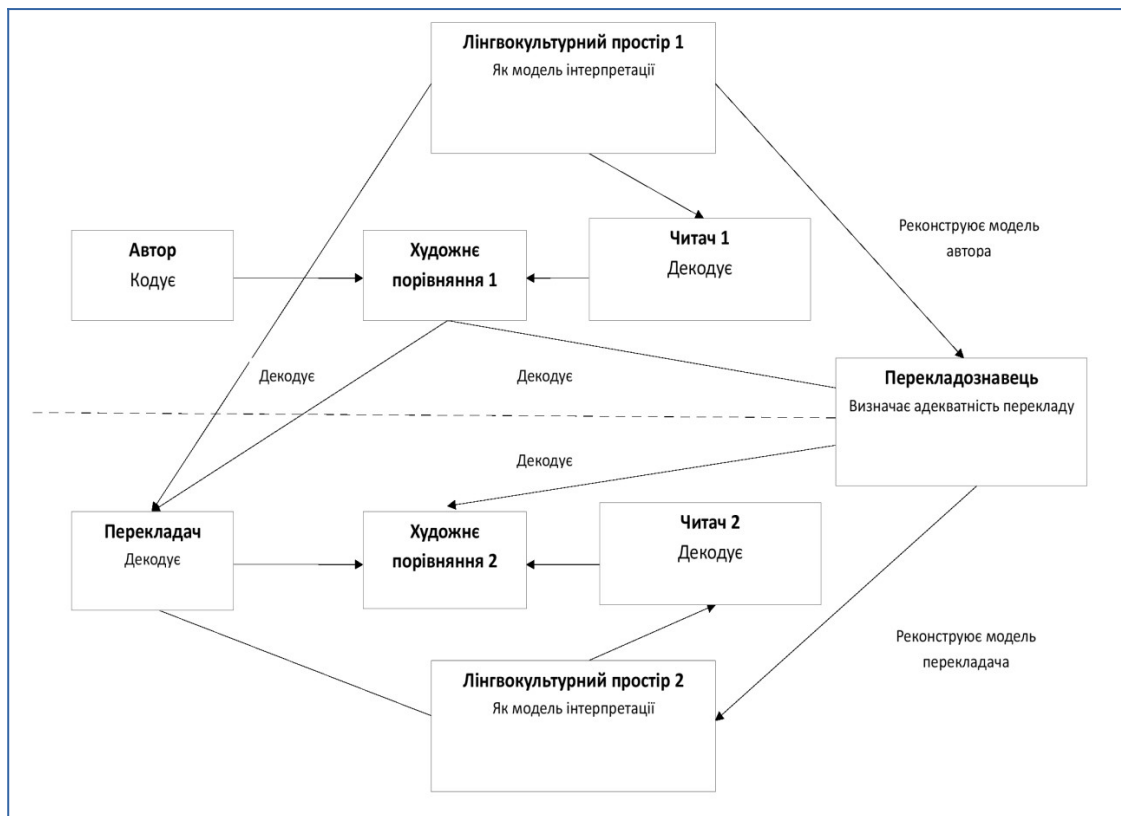 Лінгвокультурний простір 1
Як модель інтерпретації
Автор
Кодує
Художнє
порівняння 1
Читач 1
Декодує
Реконструює модель
автора
Декодує
Декодує
Перекладознавець
Визначає адекватність перекладу
Декодує
Перекладач
Декодує
Художнє
порівняння 2
Читач 2
Декодує
Реконструює модель
перекладача
Лінгвокультурний простір 2
Як модель інтерпретації